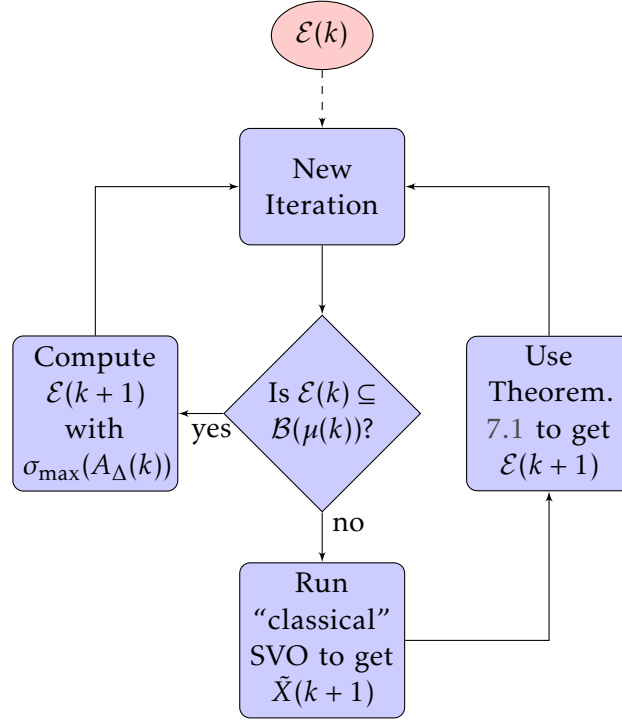 ℰ(k)
New
Iteration
Is ℰ(k) ⊆
ℬ(μ(k))?
yes
Compute
ℰ(k + 1)
with
σmax(A_Δ(k))
no
Run
“classical”
SVO to get
X̃(k + 1)
Use
Theorem.
7.1 to get
ℰ(k + 1)